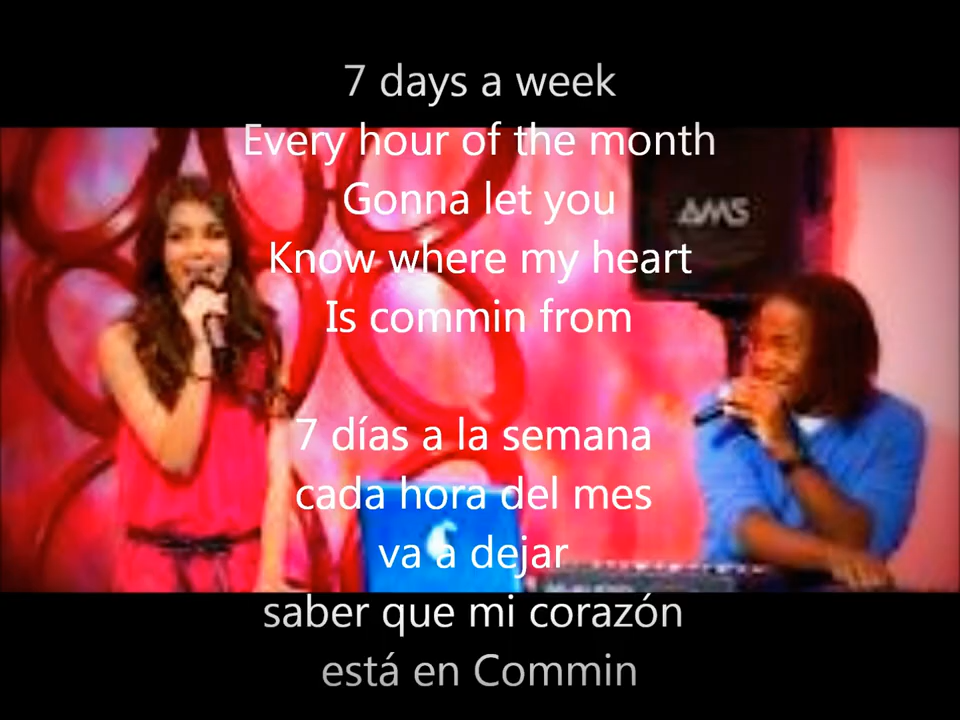 7 days a week
Every hour of the month
AMS
Gonna let you
Know where my heart
Is commin from
7 días a la semana
cada hora del mes
va a dejar
saber que mi corazón
está en Commin